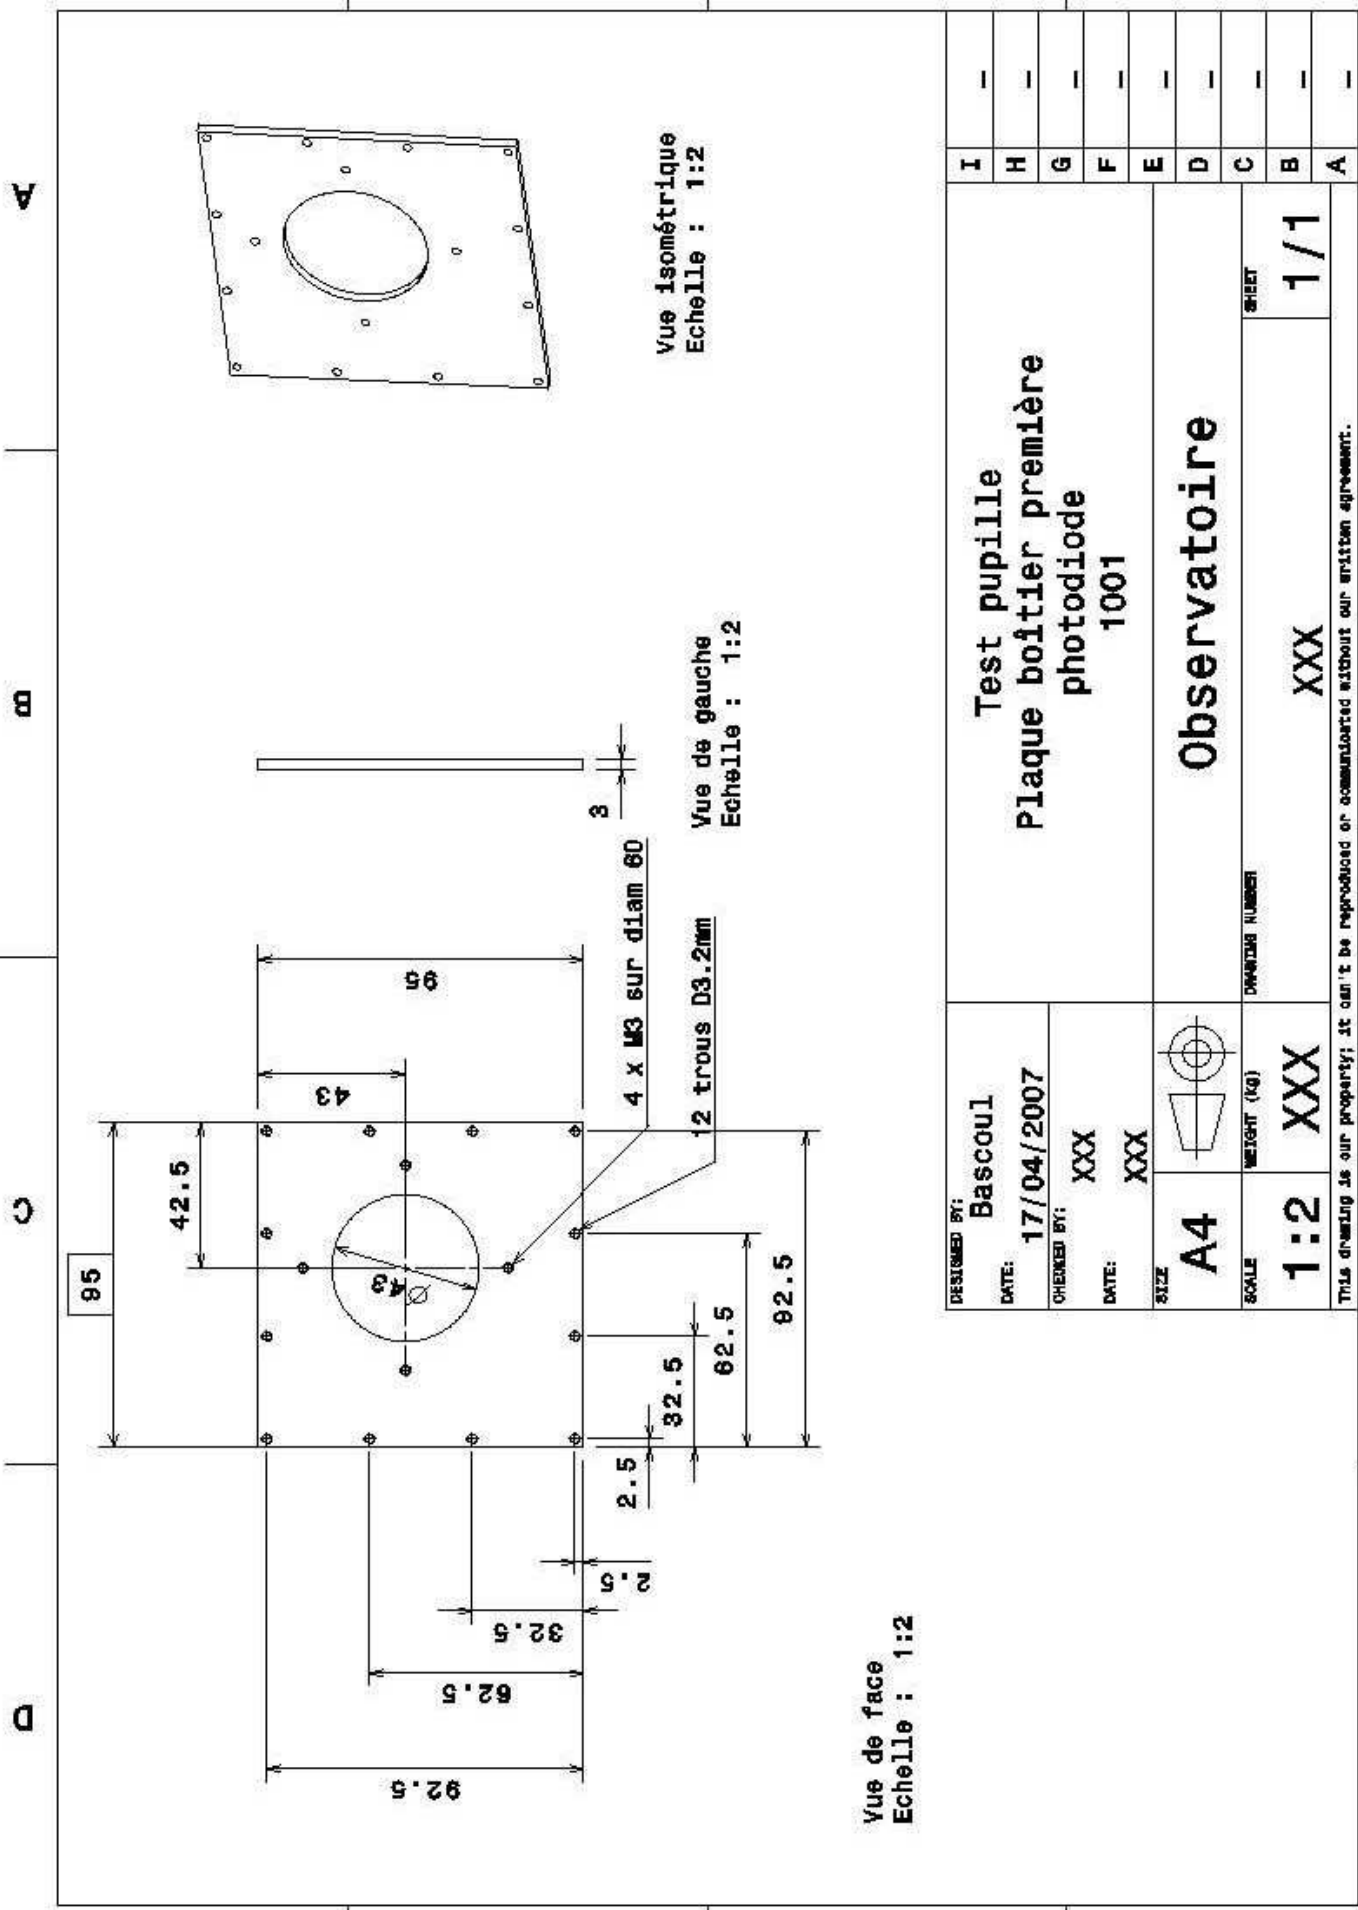 D
C
B
A
95
42.5
43
95
Ø 43
92.5
62.5
32.5
2.5
2.5
32.5
62.5
92.5
4 x M3 sur diam 60
12 trous D3.2mm
3
Vue de face
Echelle : 1:2
Vue de gauche
Echelle : 1:2
Vue isométrique
Echelle : 1:2
DESIGNED BY:
Bascoul
DATE:
17/04/2007
CHECKED BY:
XXX
DATE:
XXX
SIZE
A4
SCALE
1:2
WEIGHT (kg)
XXX
Test pupille
Plaque boîtier première
photodiode
1001
Observatoire
DRAWING NUMBER
XXX
SHEET
1/1
I –
H –
G –
F –
E –
D –
C –
B –
A –
This drawing is our property; it can't be reproduced or communicated without our written agreement.